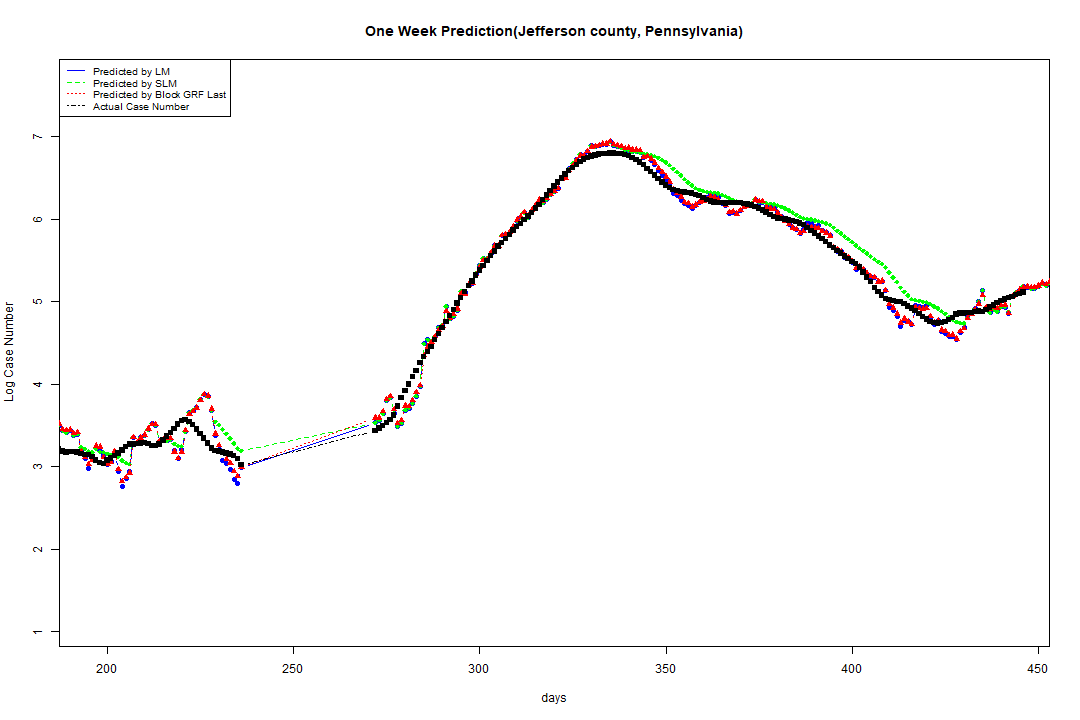 One Week Prediction(Jefferson county, Pennsylvania)
Predicted by LM
Predicted by SLM
Predicted by Block GRF Last
Actual Case Number
7
6
5
4
3
2
1
Log Case Number
200 250 300 350 400 450
days